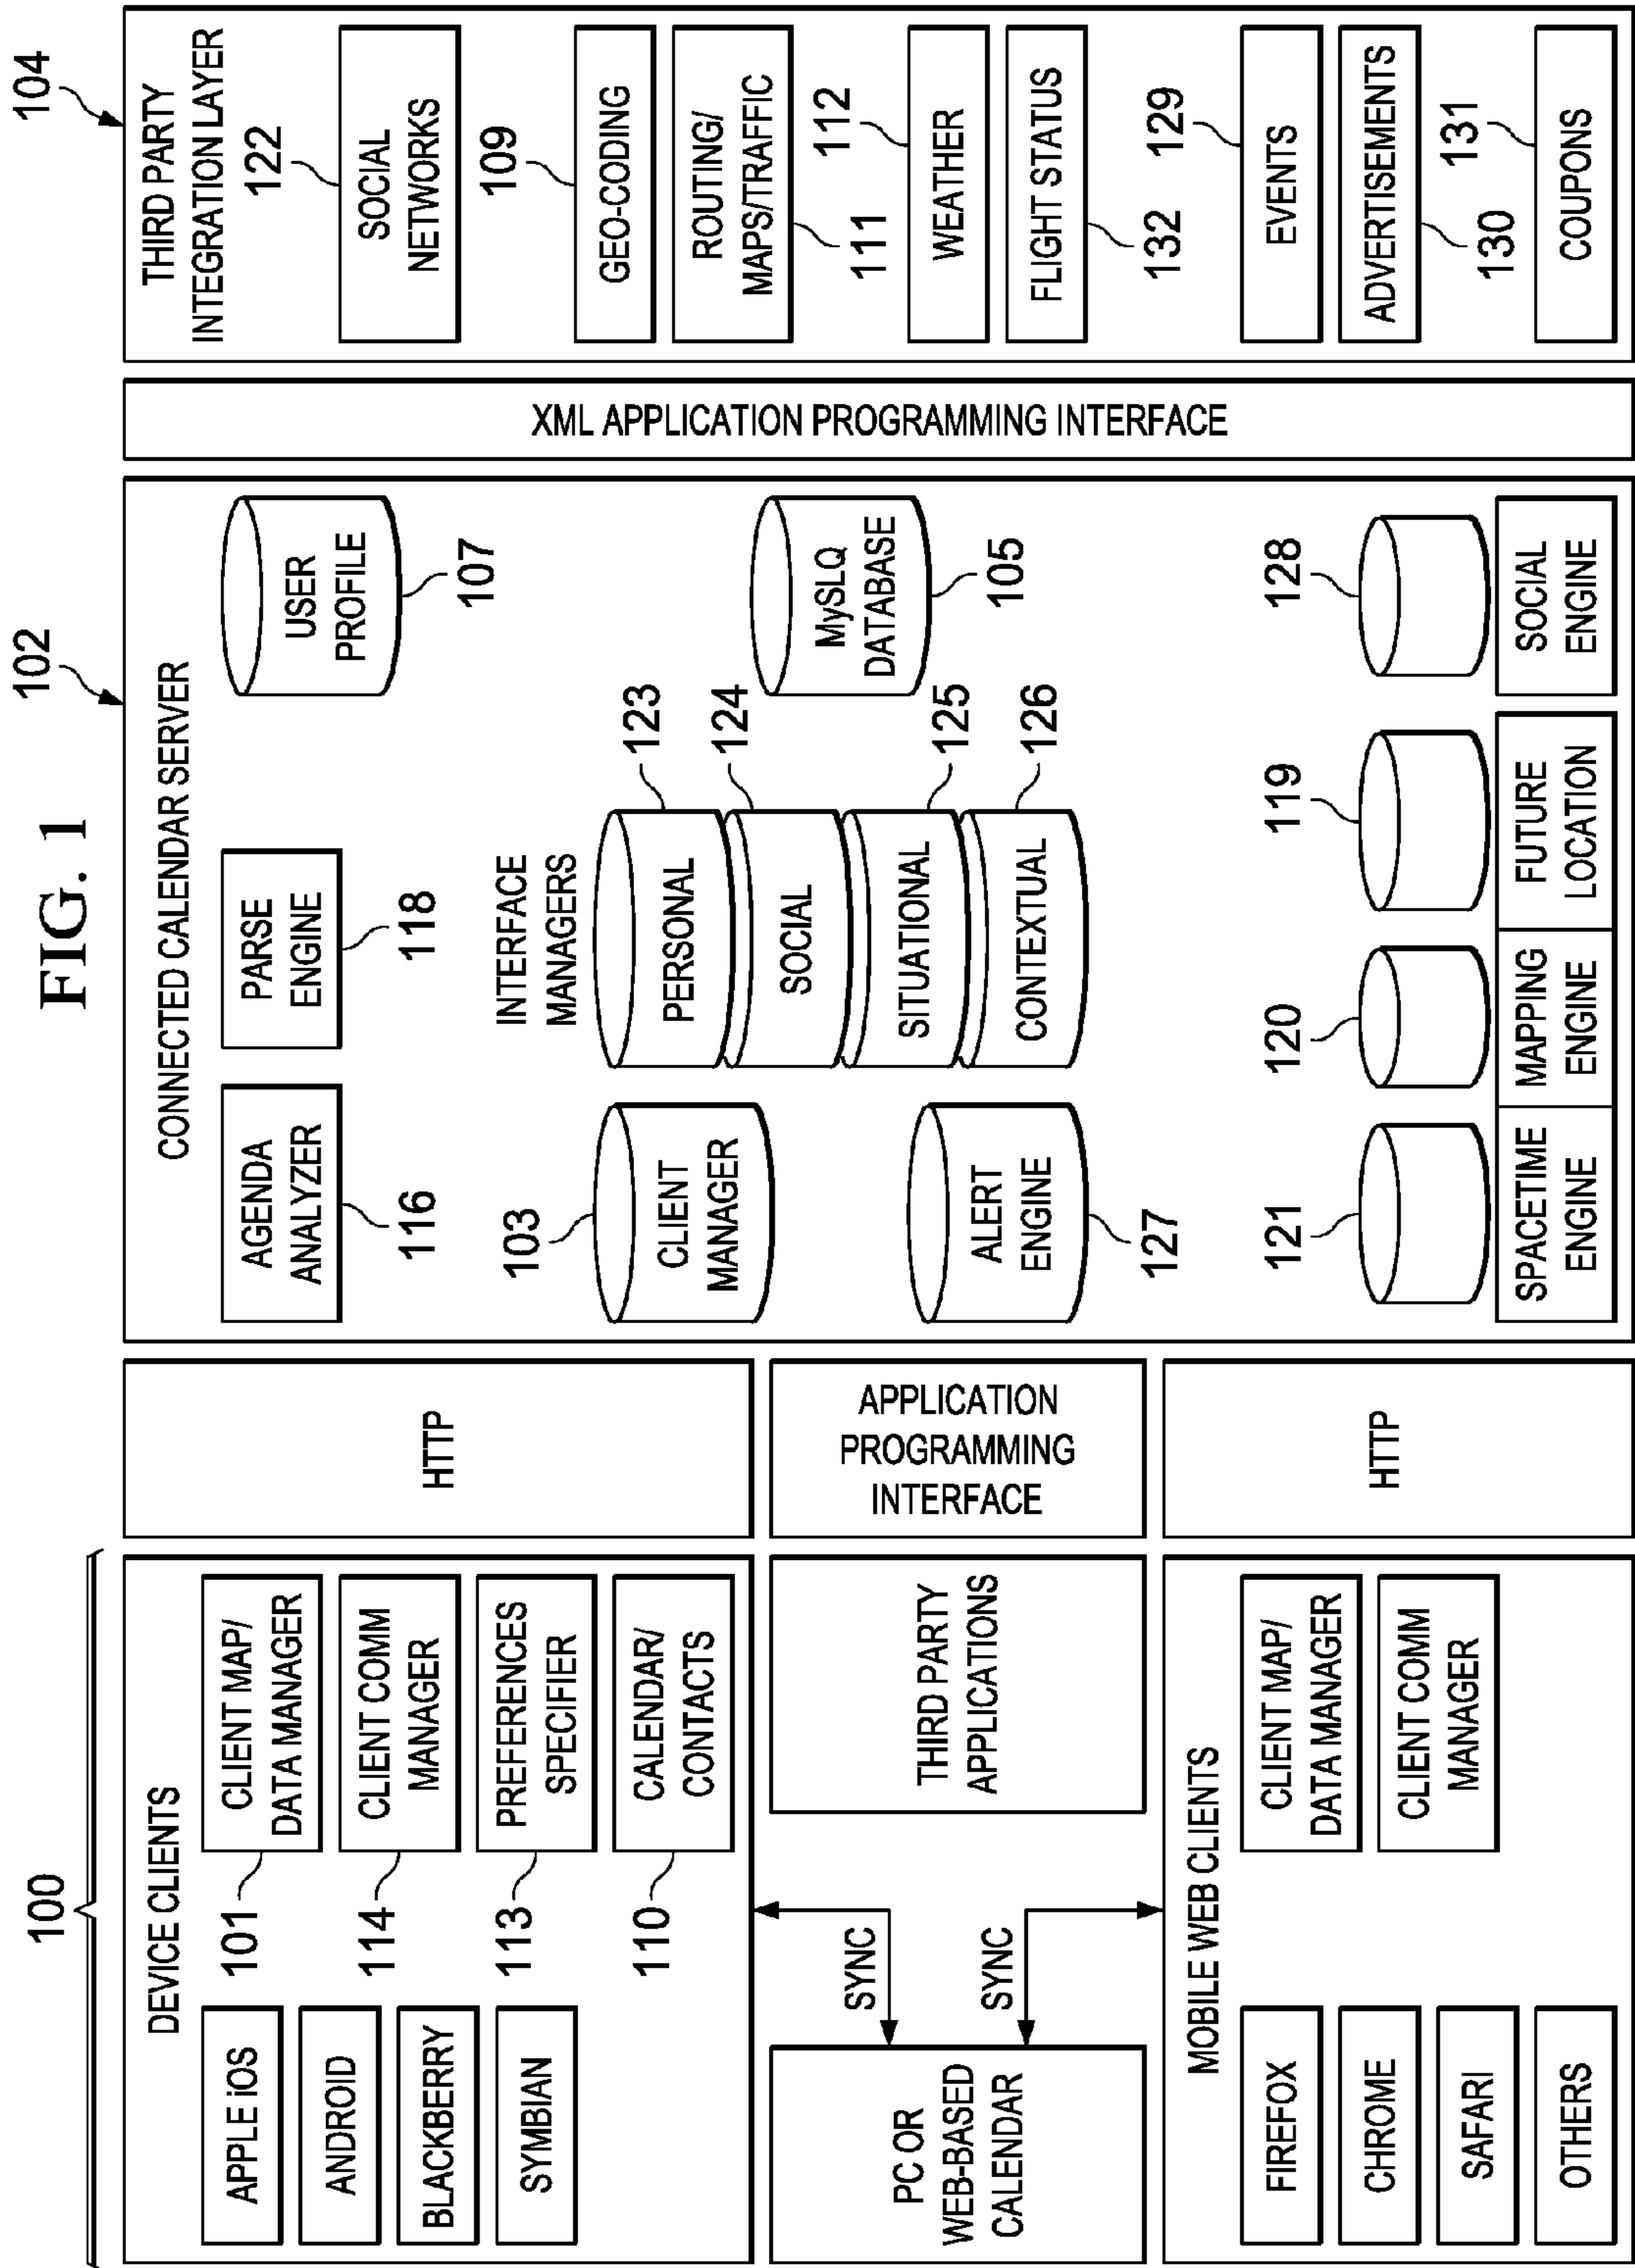 FIG. 1
100
DEVICE CLIENTS
APPLE iOS
ANDROID
BLACKBERRY
SYMBIAN
101
CLIENT MAP/
DATA MANAGER
114
CLIENT COMM
MANAGER
113
PREFERENCES
SPECIFIER
110
CALENDAR/
CONTACTS
SYNC
SYNC
PC OR
WEB-BASED
CALENDAR
THIRD PARTY
APPLICATIONS
MOBILE WEB CLIENTS
FIREFOX
CHROME
SAFARI
OTHERS
CLIENT MAP/
DATA MANAGER
CLIENT COMM
MANAGER
HTTP
APPLICATION
PROGRAMMING
INTERFACE
HTTP
102
CONNECTED CALENDAR SERVER
AGENDA
ANALYZER
116
PARSE
ENGINE
118
USER
PROFILE
107
103
CLIENT
MANAGER
INTERFACE
MANAGERS
PERSONAL
123
SOCIAL
124
SITUATIONAL
125
CONTEXTUAL
126
MySLQ
DATABASE
105
ALERT
ENGINE
127
121
SPACETIME
ENGINE
120
MAPPING
ENGINE
119
FUTURE
LOCATION
128
SOCIAL
ENGINE
XML APPLICATION PROGRAMMING INTERFACE
104
THIRD PARTY
INTEGRATION LAYER
122
SOCIAL
NETWORKS
109
GEO-CODING
ROUTING/
MAPS/TRAFFIC
111
112
WEATHER
FLIGHT STATUS
132
129
EVENTS
ADVERTISEMENTS
130
131
COUPONS